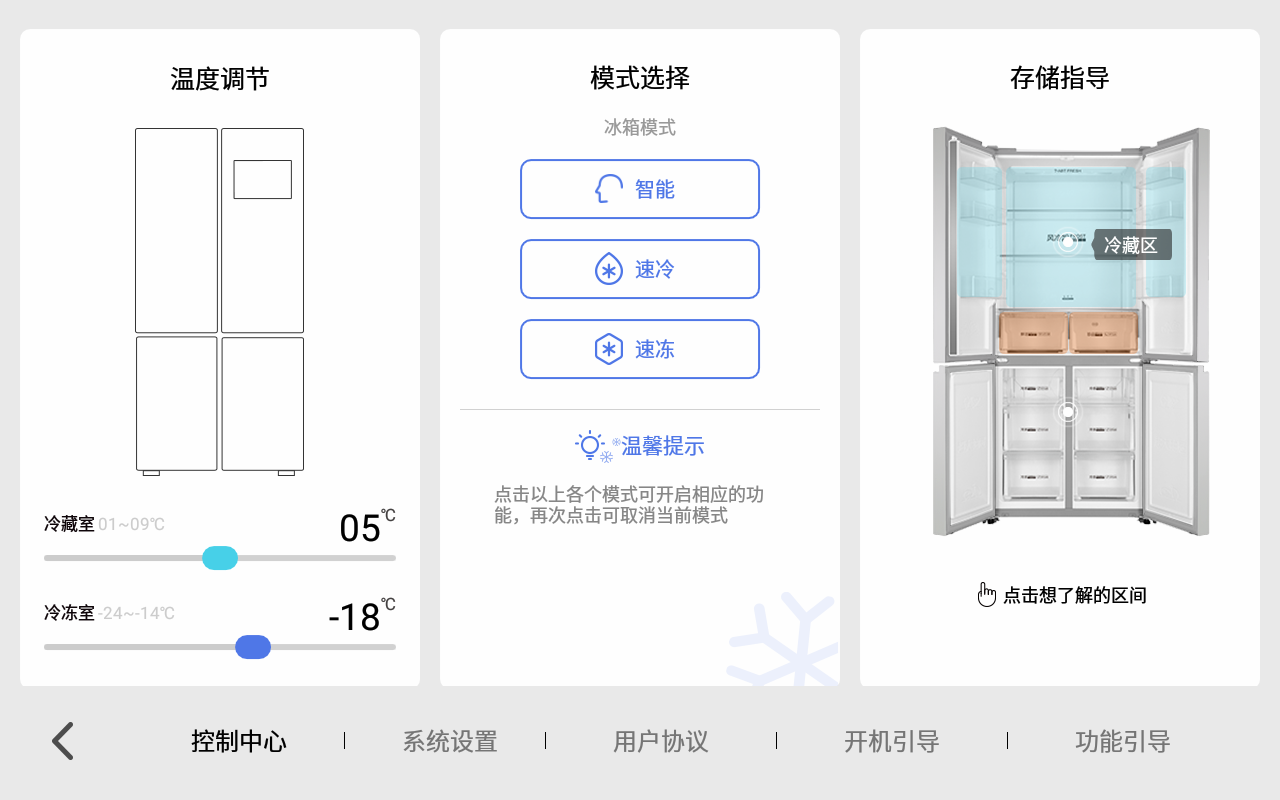 温度调节
冷藏室 01~09℃
05℃
冷冻室 -24~-14℃
-18℃
模式选择
冰箱模式
智能
速冷
速冻
温馨提示
点击以上各个模式可开启相应的功
能，再次点击可取消当前模式
存储指导
冷藏区
点击想了解的区间
控制中心
系统设置
用户协议
开机引导
功能引导